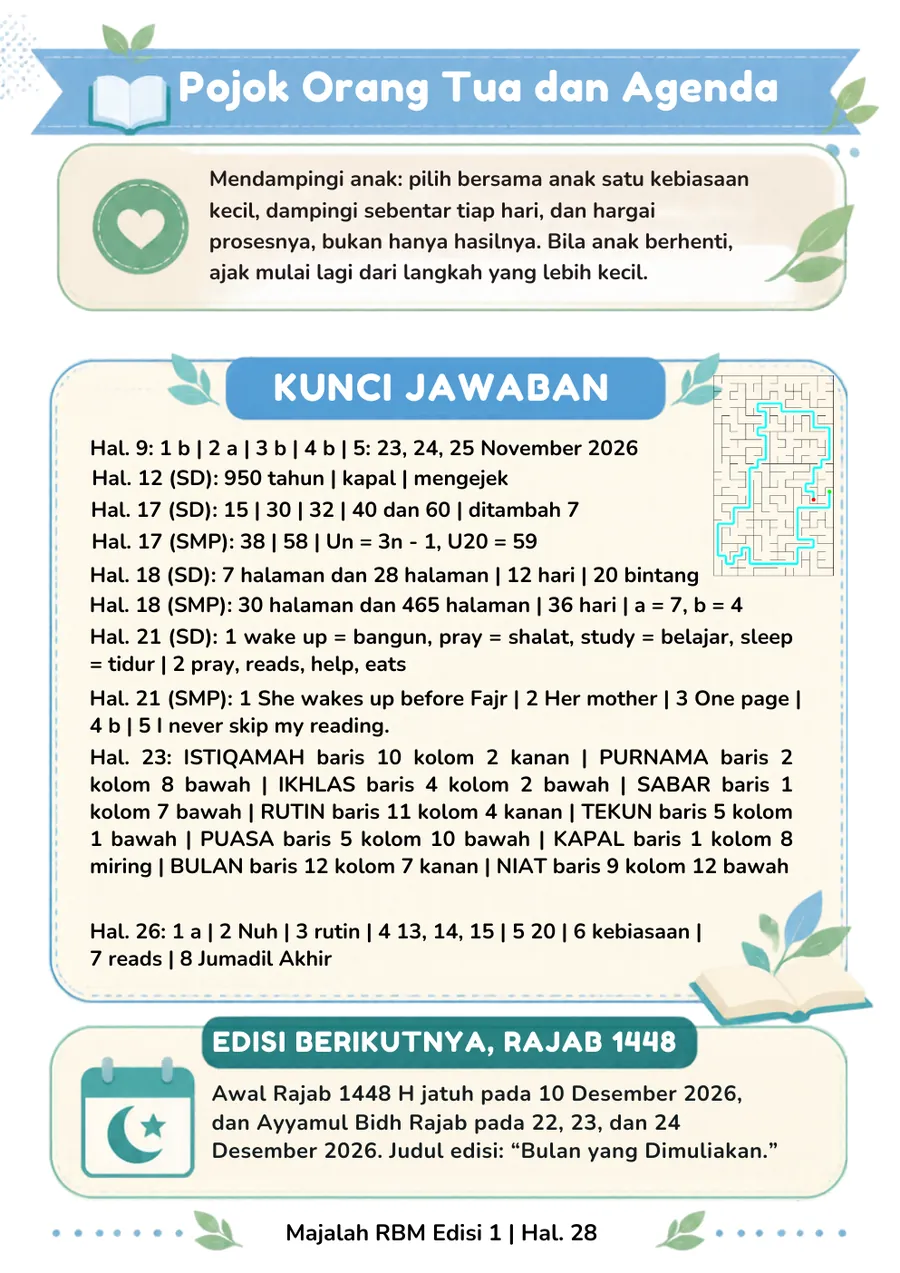 Pojok Orang Tua dan Agenda
Mendampingi anak: pilih bersama anak satu kebiasaan
kecil, dampingi sebentar tiap hari, dan hargai
prosesnya, bukan hanya hasilnya. Bila anak berhenti,
ajak mulai lagi dari langkah yang lebih kecil.
KUNCI JAWABAN
Hal. 9: 1 b | 2 a | 3 b | 4 b | 5: 23, 24, 25 November 2026
Hal. 12 (SD): 950 tahun | kapal | mengejek
Hal. 17 (SD): 15 | 30 | 32 | 40 dan 60 | ditambah 7
Hal. 17 (SMP): 38 | 58 | Un = 3n - 1, U20 = 59
Hal. 18 (SD): 7 halaman dan 28 halaman | 12 hari | 20 bintang
Hal. 18 (SMP): 30 halaman dan 465 halaman | 36 hari | a = 7, b = 4
Hal. 21 (SD): 1 wake up = bangun, pray = shalat, study = belajar, sleep
= tidur | 2 pray, reads, help, eats
Hal. 21 (SMP): 1 She wakes up before Fajr | 2 Her mother | 3 One page |
4 b | 5 I never skip my reading.
Hal. 23: ISTIQAMAH baris 10 kolom 2 kanan | PURNAMA baris 2
kolom 8 bawah | IKHLAS baris 4 kolom 2 bawah | SABAR baris 1
kolom 7 bawah | RUTIN baris 11 kolom 4 kanan | TEKUN baris 5 kolom
1 bawah | PUASA baris 5 kolom 10 bawah | KAPAL baris 1 kolom 8
miring | BULAN baris 12 kolom 7 kanan | NIAT baris 9 kolom 12 bawah
Hal. 26: 1 a | 2 Nuh | 3 rutin | 4 13, 14, 15 | 5 20 | 6 kebiasaan |
7 reads | 8 Jumadil Akhir
EDISI BERIKUTNYA, RAJAB 1448
Awal Rajab 1448 H jatuh pada 10 Desember 2026,
dan Ayyamul Bidh Rajab pada 22, 23, dan 24
Desember 2026. Judul edisi: “Bulan yang Dimuliakan.”
Majalah RBM Edisi 1 | Hal. 28